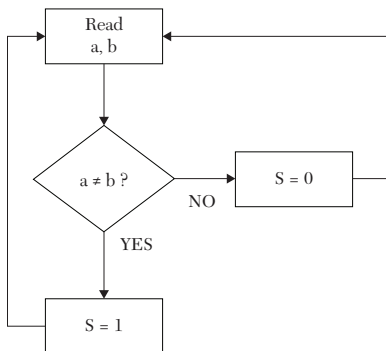 Read
a, b
a ≠ b ?
NO
S = 0
YES
S = 1